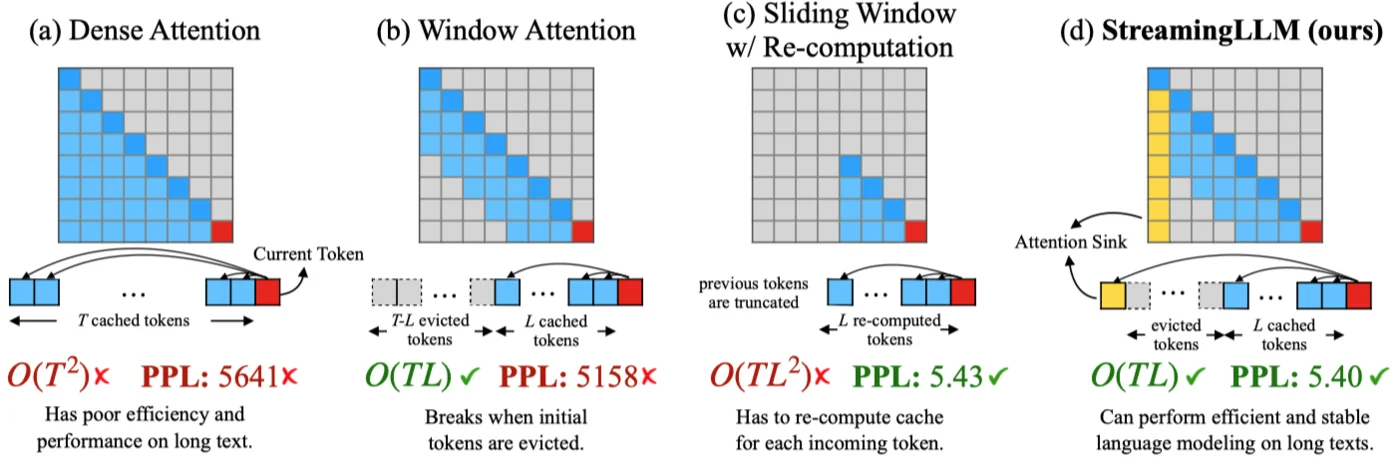 (a) Dense Attention
Current Token
...
T cached tokens
O(T²)✗ PPL: 5641✗
Has poor efficiency and
performance on long text.
(b) Window Attention
... ...
T-L evicted
tokens
L cached
tokens
O(TL)✓ PPL: 5158✗
Breaks when initial
tokens are evicted.
(c) Sliding Window
w/ Re-computation
previous tokens
are truncated
...
L re-computed
tokens
O(TL²)✗ PPL: 5.43✓
Has to re-compute cache
for each incoming token.
(d) StreamingLLM (ours)
Attention Sink
... ...
evicted
tokens
L cached
tokens
O(TL)✓ PPL: 5.40✓
Can perform efficient and stable
language modeling on long texts.